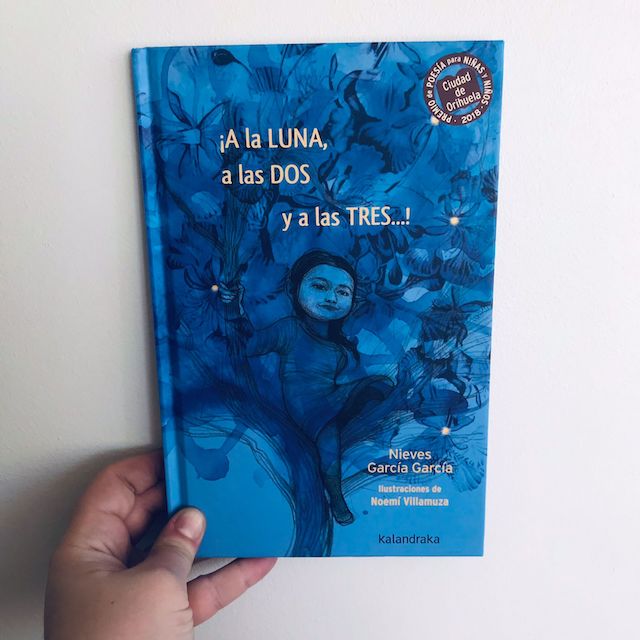 PREMIO de POESÍA para NIÑAS y NIÑOS · 2018 ·
Ciudad
de
Orihuela
¡A la LUNA,
a las DOS
y a las TRES...!
Nieves
García García
Ilustraciones de
Noemí Villamuza
Kalandraka